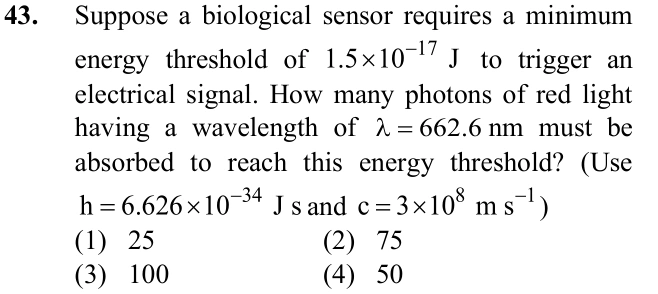 43. Suppose a biological sensor requires a minimum
energy threshold of 1.5×10⁻¹⁷ J to trigger an
electrical signal. How many photons of red light
having a wavelength of λ = 662.6 nm must be
absorbed to reach this energy threshold? (Use
h = 6.626×10⁻³⁴ J s and c = 3×10⁸ m s⁻¹)
(1) 25 (2) 75
(3) 100 (4) 50